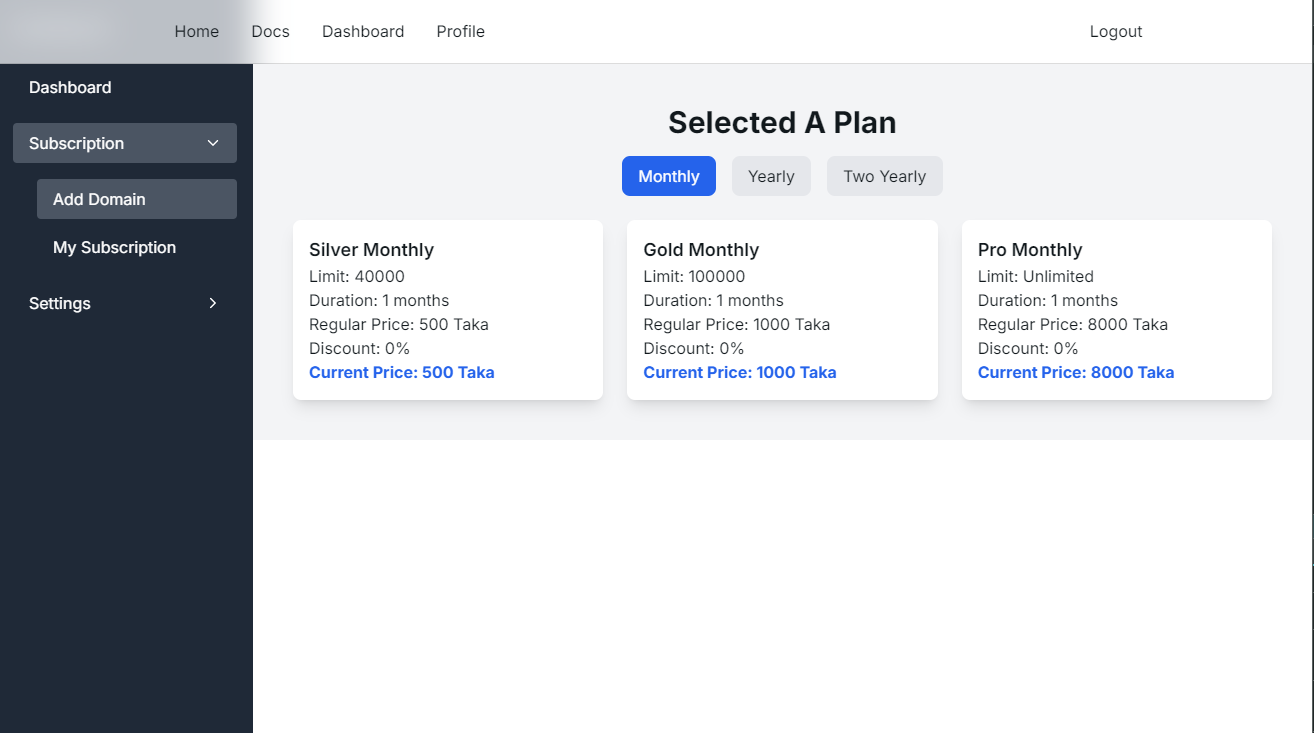 Home Docs Dashboard Profile Logout
Dashboard
Subscription
Add Domain
My Subscription
Settings
Selected A Plan
Monthly Yearly Two Yearly
Silver Monthly
Limit: 40000
Duration: 1 months
Regular Price: 500 Taka
Discount: 0%
Current Price: 500 Taka
Gold Monthly
Limit: 100000
Duration: 1 months
Regular Price: 1000 Taka
Discount: 0%
Current Price: 1000 Taka
Pro Monthly
Limit: Unlimited
Duration: 1 months
Regular Price: 8000 Taka
Discount: 0%
Current Price: 8000 Taka